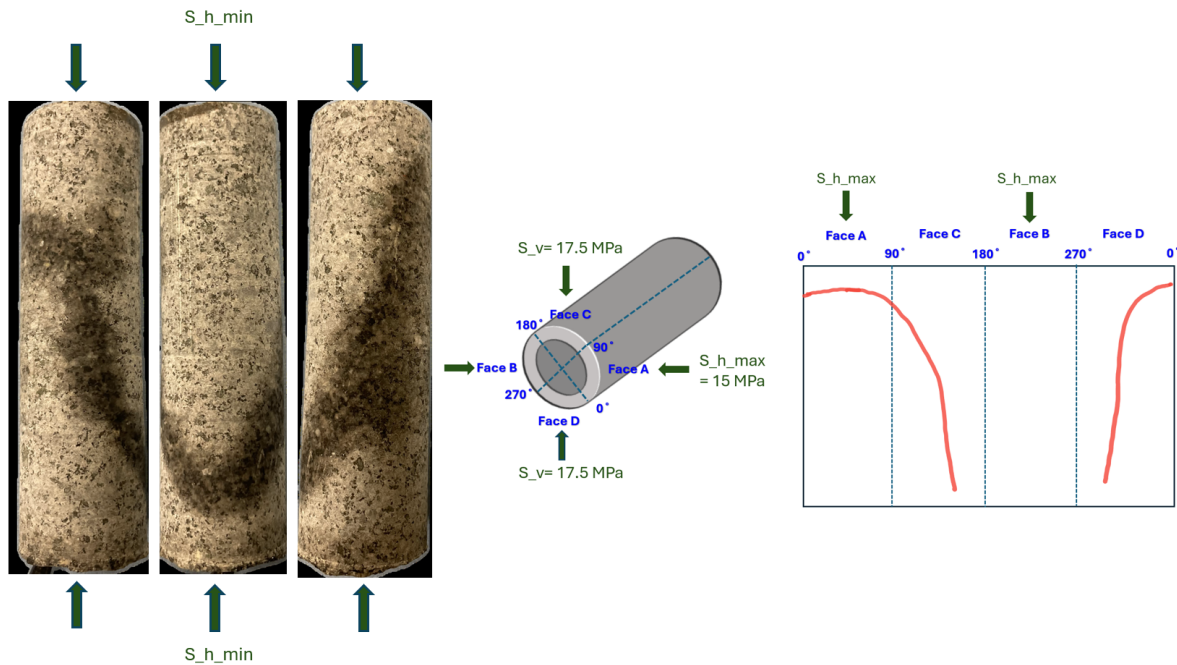 S_h_min
S_h_min
S_v= 17.5 MPa
Face C
180˚
90˚
Face B
Face A
S_h_max
= 15 MPa
270˚
0˚
Face D
S_v= 17.5 MPa
S_h_max
S_h_max
Face A
Face C
Face B
Face D
0˚
90˚
180˚
270˚
0˚